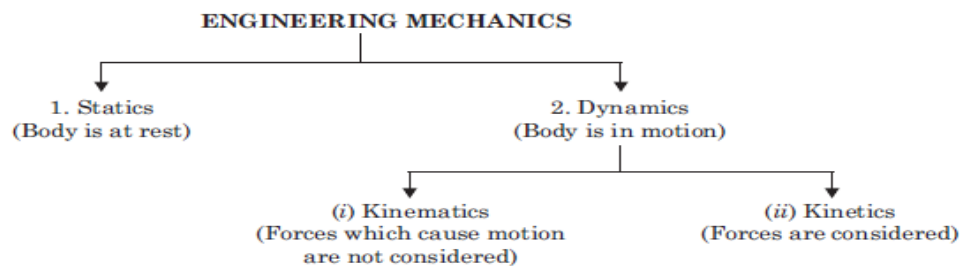 ENGINEERING MECHANICS
1. Statics
(Body is at rest)
2. Dynamics
(Body is in motion)
(i) Kinematics
(Forces which cause motion
are not considered)
(ii) Kinetics
(Forces are considered)